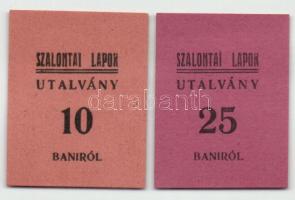 SZALONTAI LAPOK
UTALVÁNY
10
BANIRÓL
SZALONTAI LAPOK
UTALVÁNY
25
BANIRÓL
darabanth